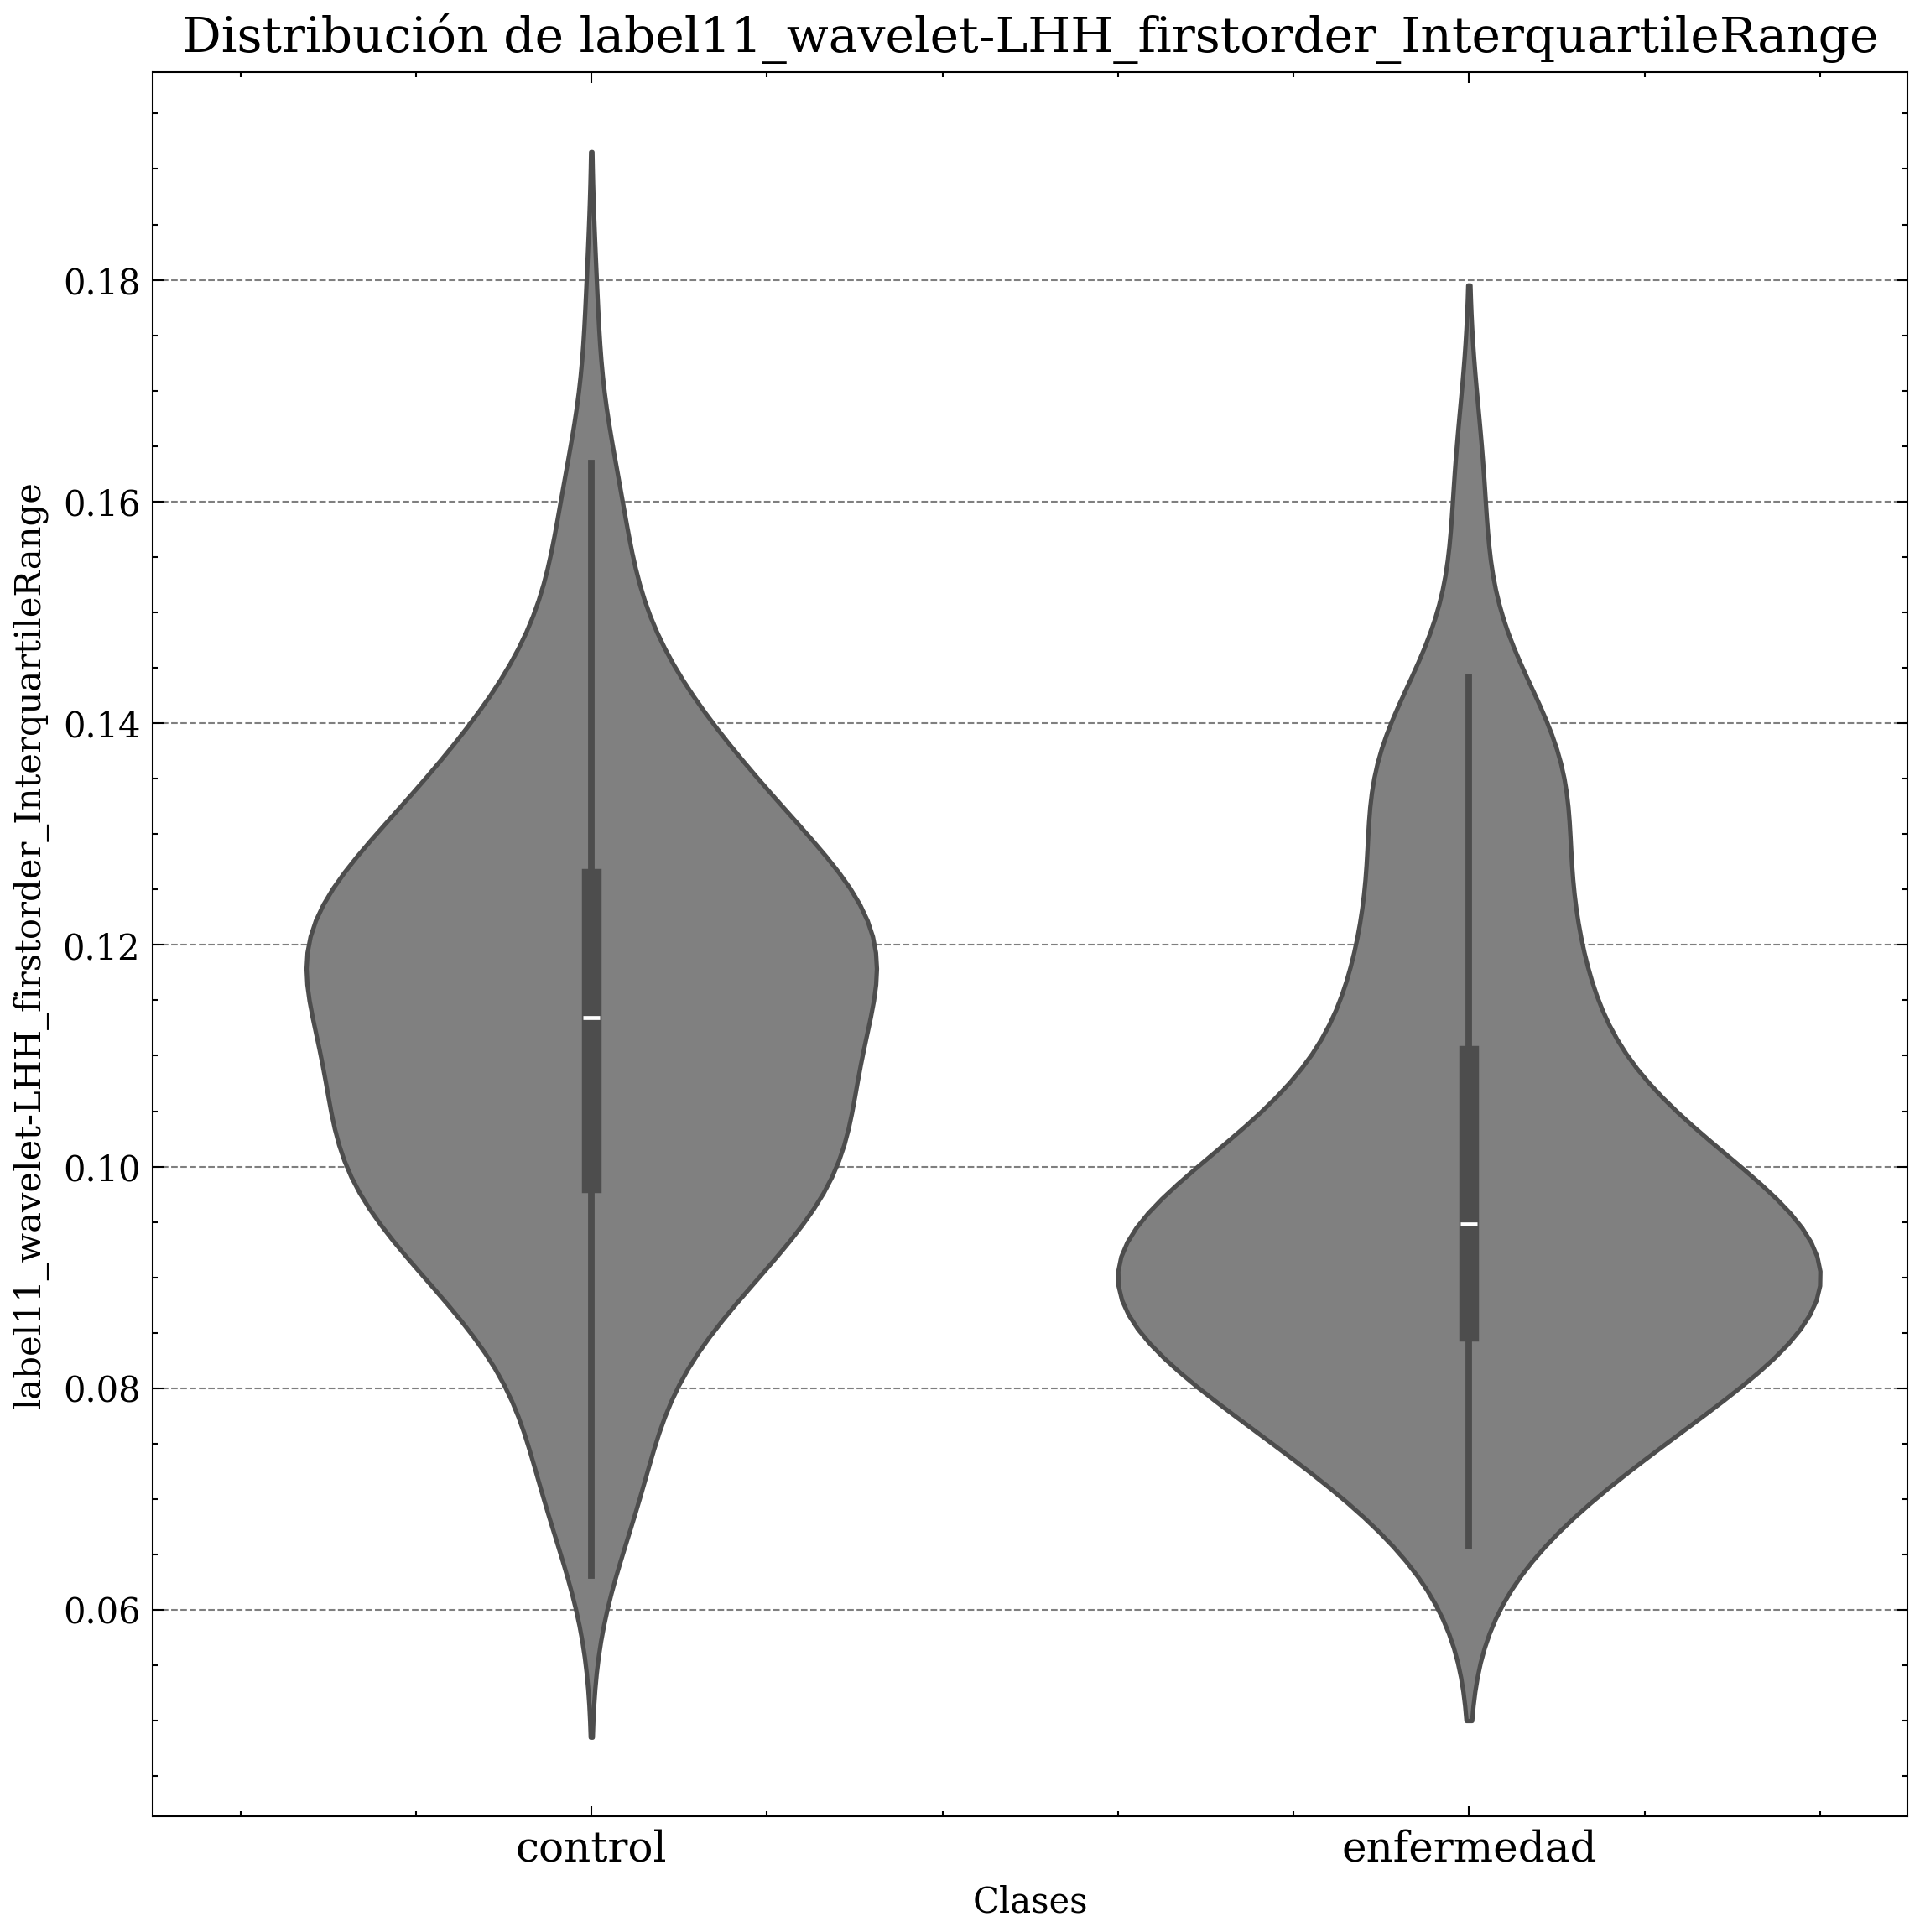 Distribución de label11_wavelet-LHH_firstorder_InterquartileRange
label11_wavelet-LHH_firstorder_InterquartileRange
0.18
0.16
0.14
0.12
0.10
0.08
0.06
control
enfermedad
Clases